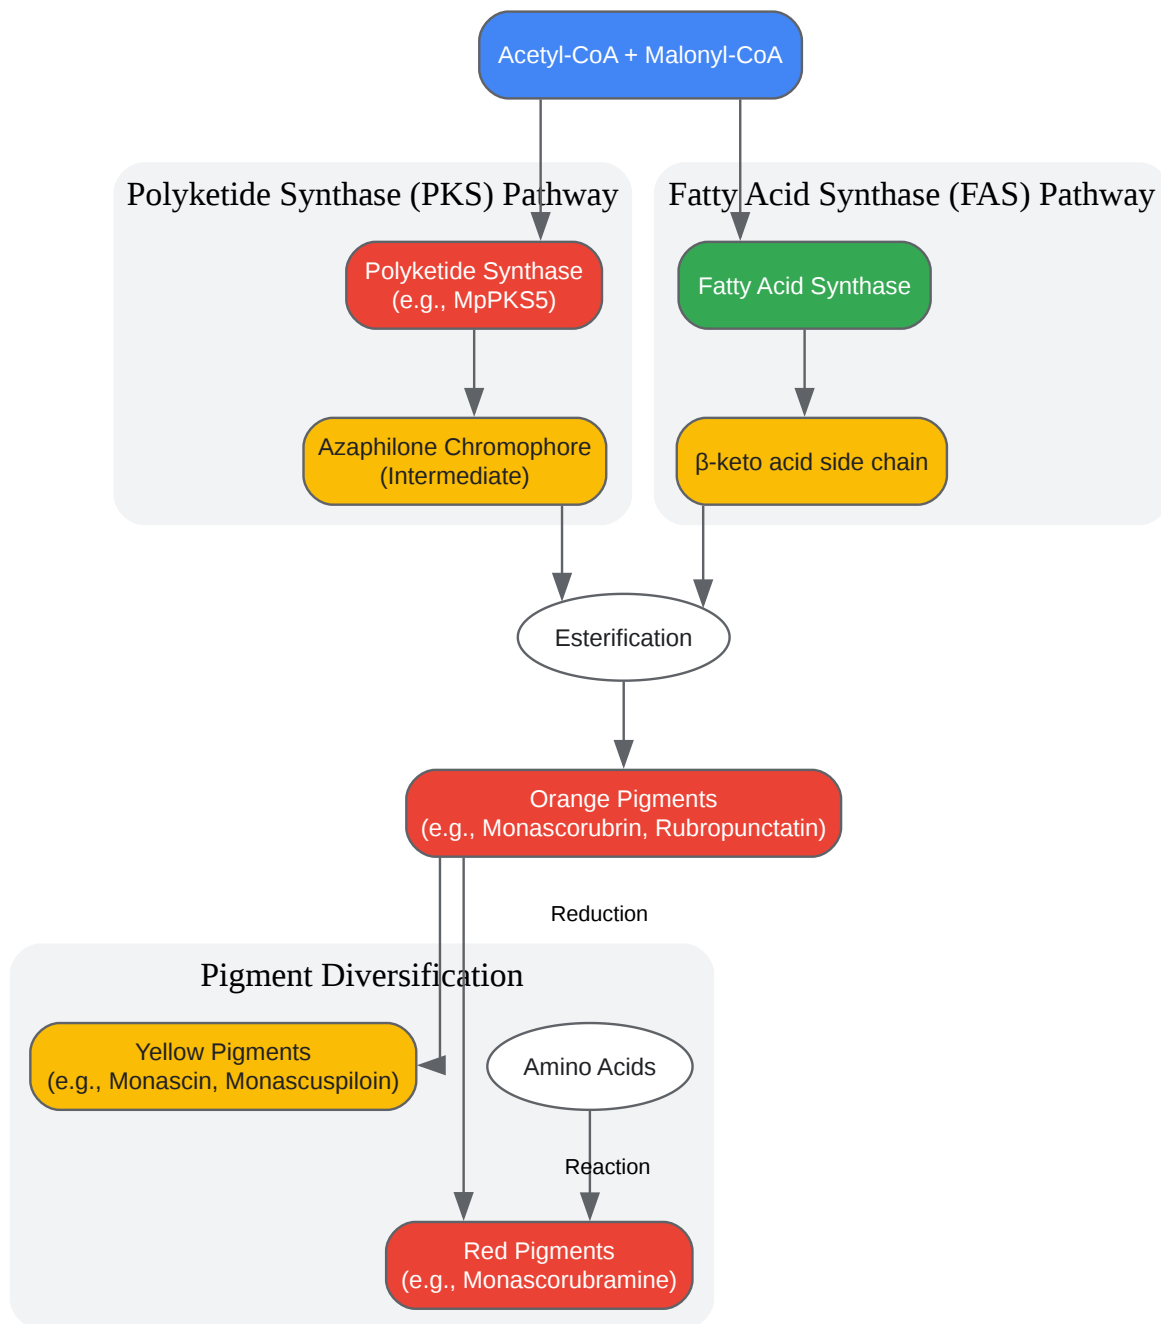 Acetyl-CoA + Malonyl-CoA
Polyketide Synthase (PKS) Pathway
Fatty Acid Synthase (FAS) Pathway
Polyketide Synthase
(e.g., MpPKS5)
Fatty Acid Synthase
Azaphilone Chromophore
(Intermediate)
β-keto acid side chain
Esterification
Orange Pigments
(e.g., Monascorubrin, Rubropunctatin)
Reduction
Pigment Diversification
Yellow Pigments
(e.g., Monascin, Monascuspiloin)
Amino Acids
Reaction
Red Pigments
(e.g., Monascorubramine)